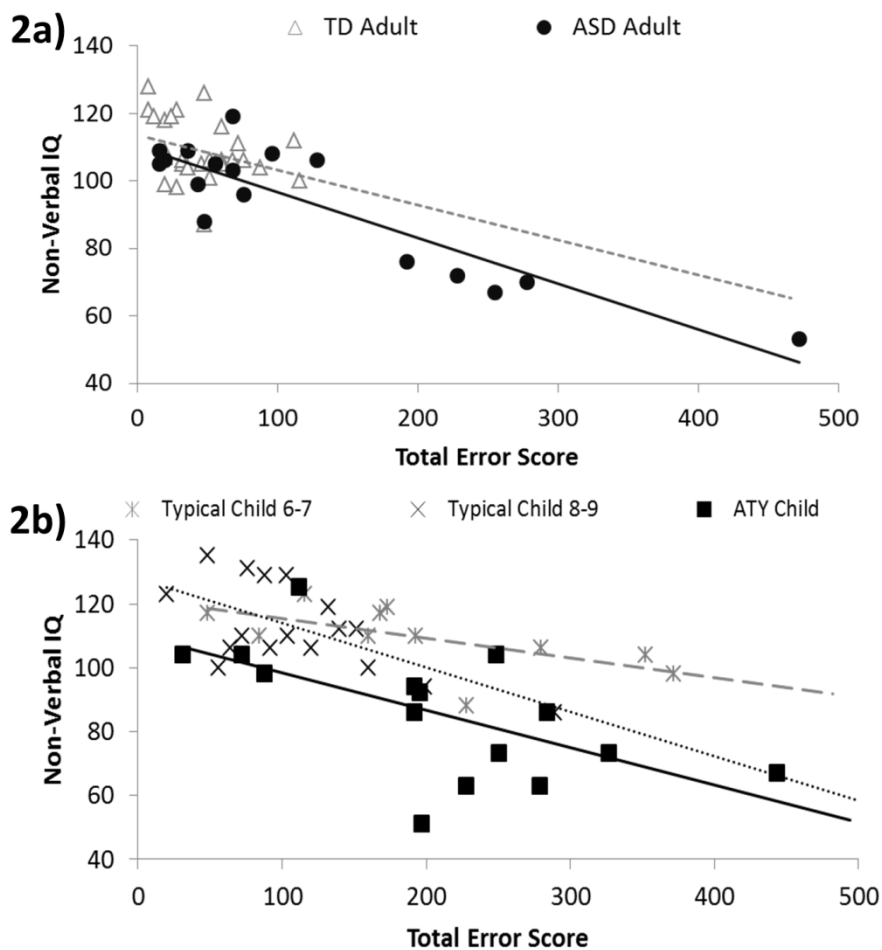 2a)
TD Adult
ASD Adult
Non-Verbal IQ
120
100
80
60
40
0
100
200
300
400
500
Total Error Score
2b)
Typical Child 6-7
Typical Child 8-9
ATY Child
Non-Verbal IQ
140
120
100
80
60
40
0
100
200
300
400
500
Total Error Score